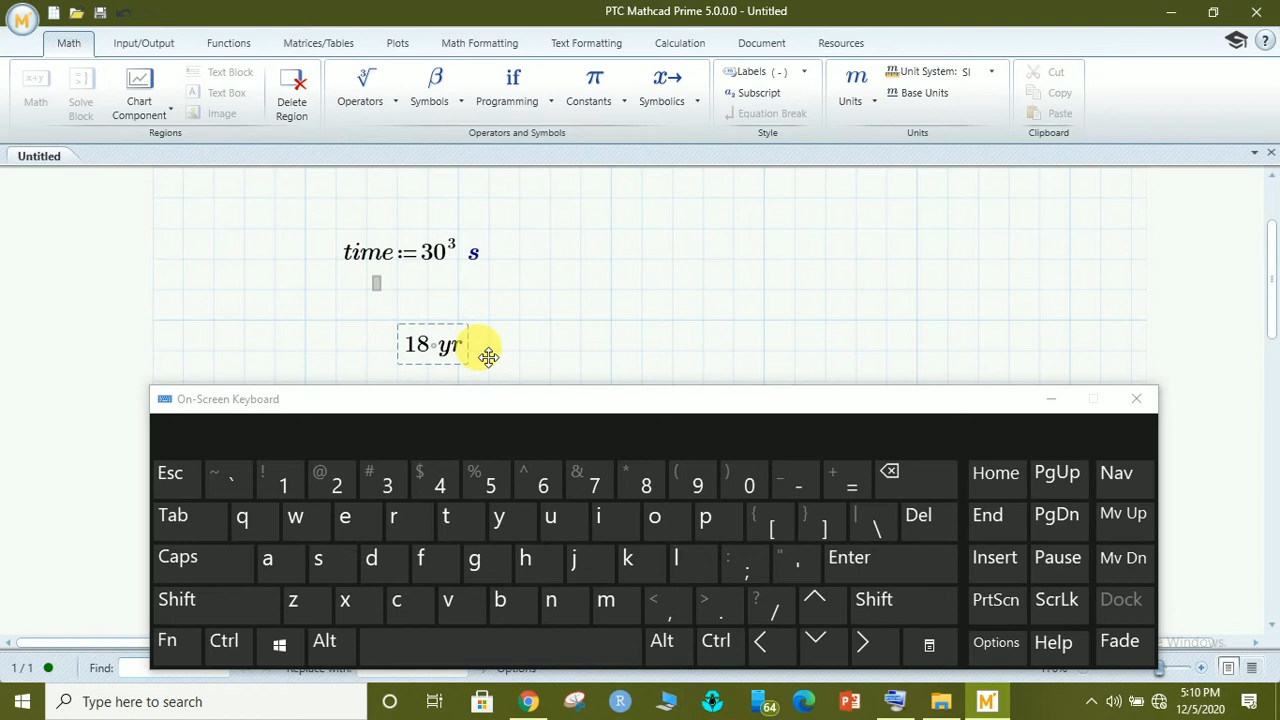 PTC Mathcad Prime 5.0.0.0 - Untitled
Math Input/Output Functions Matrices/Tables Plots Math Formatting Text Formatting Calculation Document Resources
Math
Solve Block
Chart Component
Text Block
Text Box
Image
Delete Region
Operators
Symbols
if Programming
π Constants
Symbolics
Labels ( - )
Subscript
Equation Break
Units
Unit System: SI
Base Units
Cut
Copy
Paste
Regions Operators and Symbols Style Units Clipboard
Untitled
time := 30³ s
18 · yr
On-Screen Keyboard
Esc ~ ` ! 1 @ 2 # 3 $ 4 % 5 ^ 6 & 7 * 8 ( 9 ) 0 _ - + = Home PgUp Nav
Tab q w e r t y u i o p { [ } ] | \ Del End PgDn Mv Up
Caps a s d f g h j k l : ; " ' Enter Insert Pause Mv Dn
Shift z x c v b n m < , > . ? / Shift PrtScn ScrLk Dock
Fn Ctrl Alt Alt Ctrl Options Help Fade
1 / 1 Find:
Type here to search
64
5:10 PM
12/5/2020